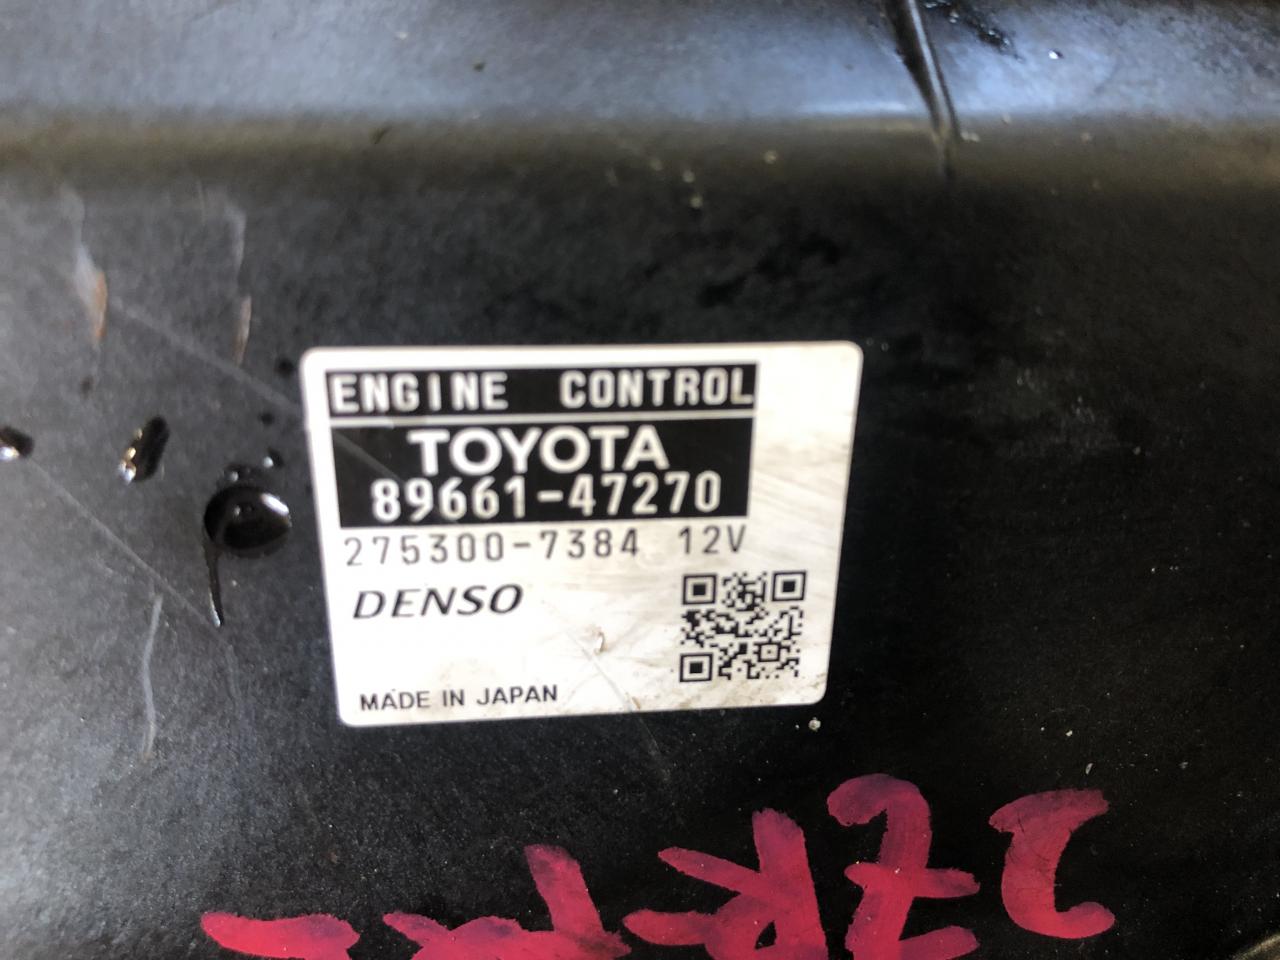 ENGINE CONTROL
TOYOTA
89661-47270
275300-7384 12V
DENSO
MADE IN JAPAN